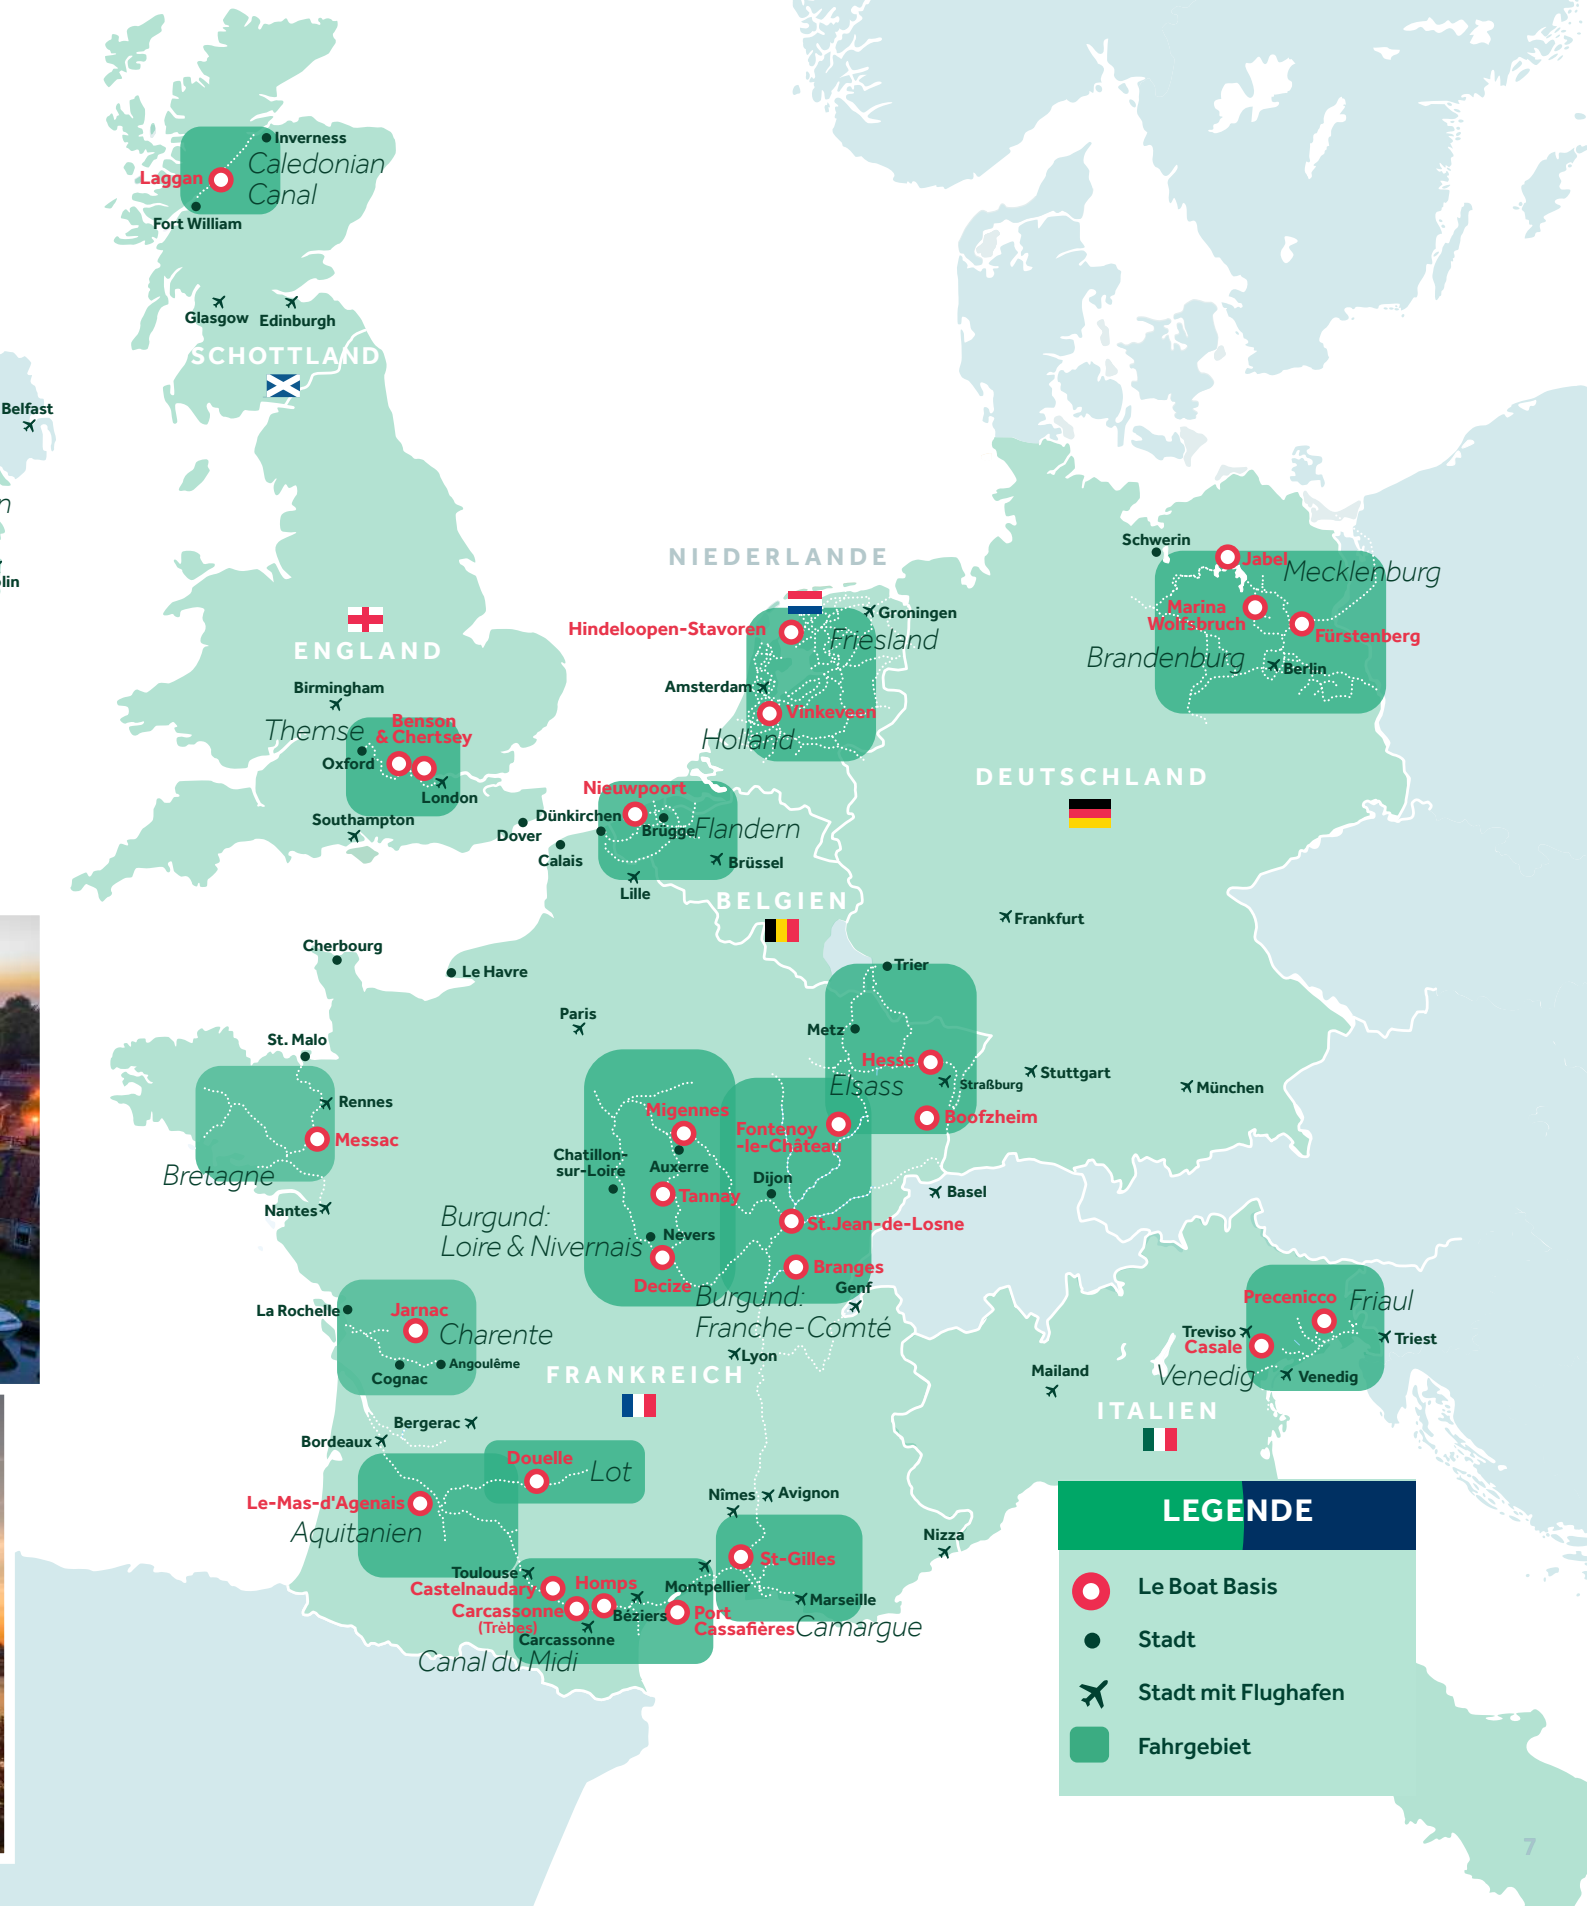 Inverness
Caledonian
Canal
Laggan
Fort William
Glasgow
Edinburgh
SCHOTTLAND
Belfast
n
lin
ENGLAND
Birmingham
Themse
Benson
& Chertsey
Oxford
London
Southampton
Dover
NIEDERLANDE
Groningen
Hindeloopen-Stavoren
Friesland
Amsterdam
Vinkeveen
Holland
Schwerin
Jabel
Mecklenburg
Marina
Wolfsbruch
Fürstenberg
Brandenburg
Berlin
DEUTSCHLAND
Nieuwpoort
Dünkirchen
Brügge
Flandern
Calais
Brüssel
Lille
BELGIEN
Frankfurt
Cherbourg
Le Havre
Trier
Paris
Metz
St. Malo
Hesse
Elsass
Straßburg
Stuttgart
München
Rennes
Messac
Bretagne
Nantes
Migennes
Auxerre
Chatillon-
sur-Loire
Tannay
Burgund:
Loire & Nivernais
Nevers
Decize
Fontenoy
-le-Château
Boofzheim
Dijon
Basel
St.Jean-de-Losne
Branges
Genf
Burgund:
Franche-Comté
Lyon
La Rochelle
Jarnac
Charente
Angoulême
Cognac
FRANKREICH
Precenicco
Friaul
Treviso
Casale
Triest
Venedig
Venedig
Mailand
ITALIEN
Bergerac
Bordeaux
Douelle
Lot
Le-Mas-d'Agenais
Aquitanien
Nîmes
Avignon
Nizza
St-Gilles
Toulouse
Castelnaudary
Homps
Montpellier
Marseille
Carcassonne
(Trèbes)
Béziers
Port
Cassafières
Camargue
Carcassonne
Canal du Midi
LEGENDE
Le Boat Basis
Stadt
Stadt mit Flughafen
Fahrgebiet
7